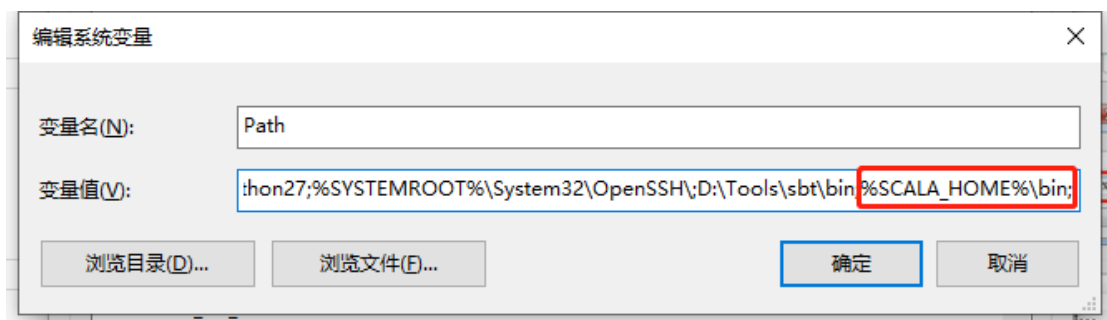 编辑系统变量
变量名(N):
Path
变量值(V):
thon27;%SYSTEMROOT%\System32\OpenSSH\;D:\Tools\sbt\bin;%SCALA_HOME%\bin;
浏览目录(D)...
浏览文件(F)...
确定
取消